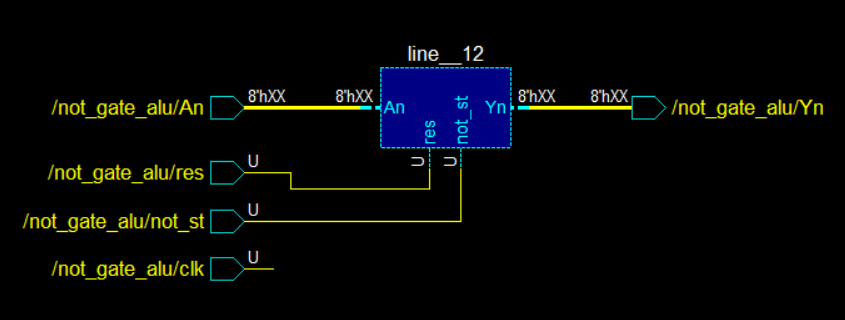 line__12
/not_gate_alu/An 8'hXX 8'hXX An Yn 8'hXX 8'hXX /not_gate_alu/Yn
res not_st
/not_gate_alu/res U U U
/not_gate_alu/not_st U
/not_gate_alu/clk U